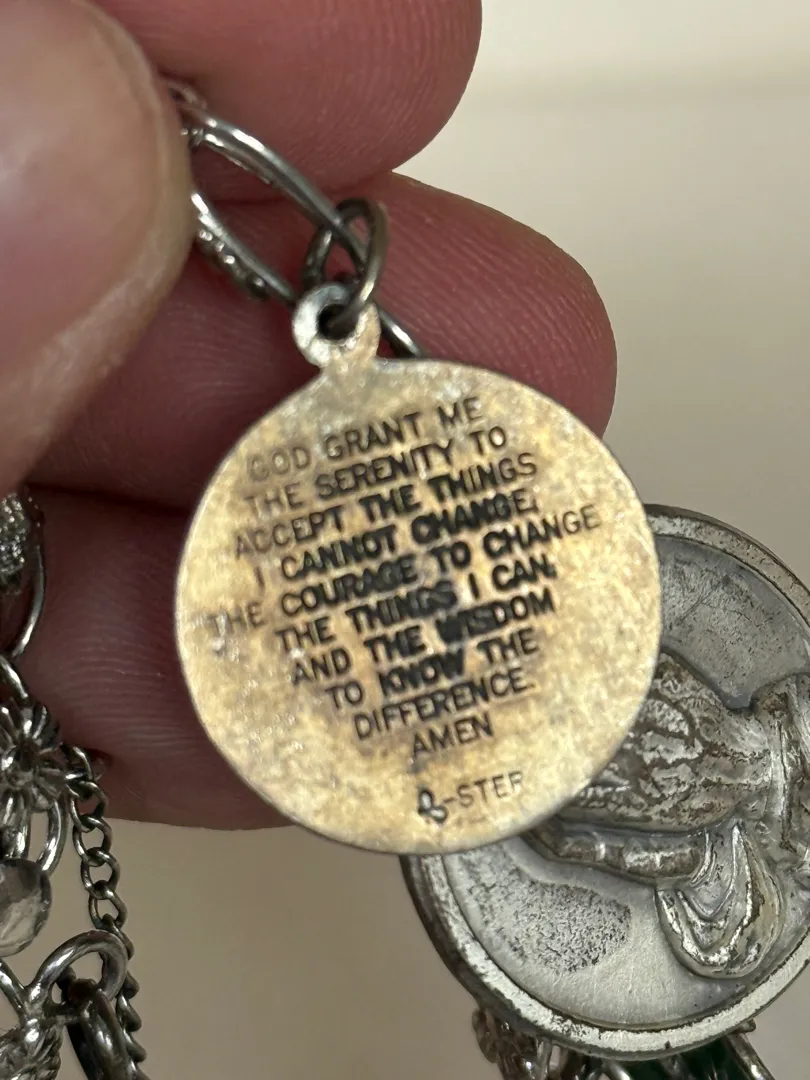 GOD GRANT ME
THE SERENITY TO
ACCEPT THE THINGS
I CANNOT CHANGE,
THE COURAGE TO CHANGE
THE THINGS I CAN,
AND THE WISDOM
TO KNOW THE
DIFFERENCE.
AMEN
-STER